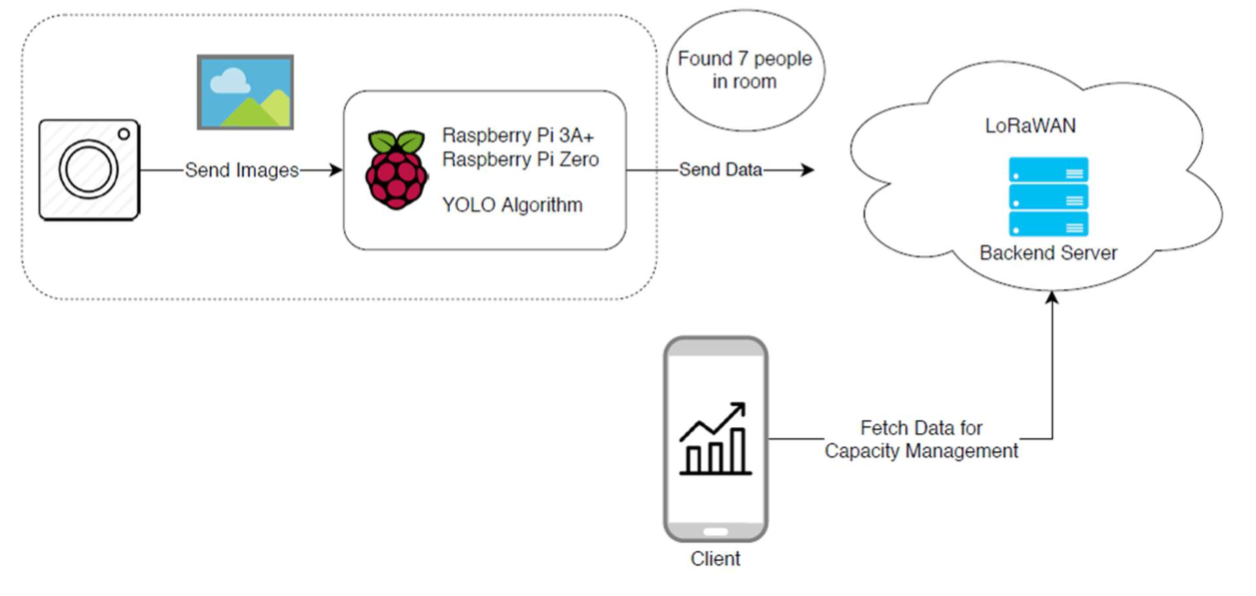 Found 7 people
in room
Send Images
Raspberry Pi 3A+
Raspberry Pi Zero
YOLO Algorithm
Send Data
LoRaWAN
Backend Server
Fetch Data for
Capacity Management
Client